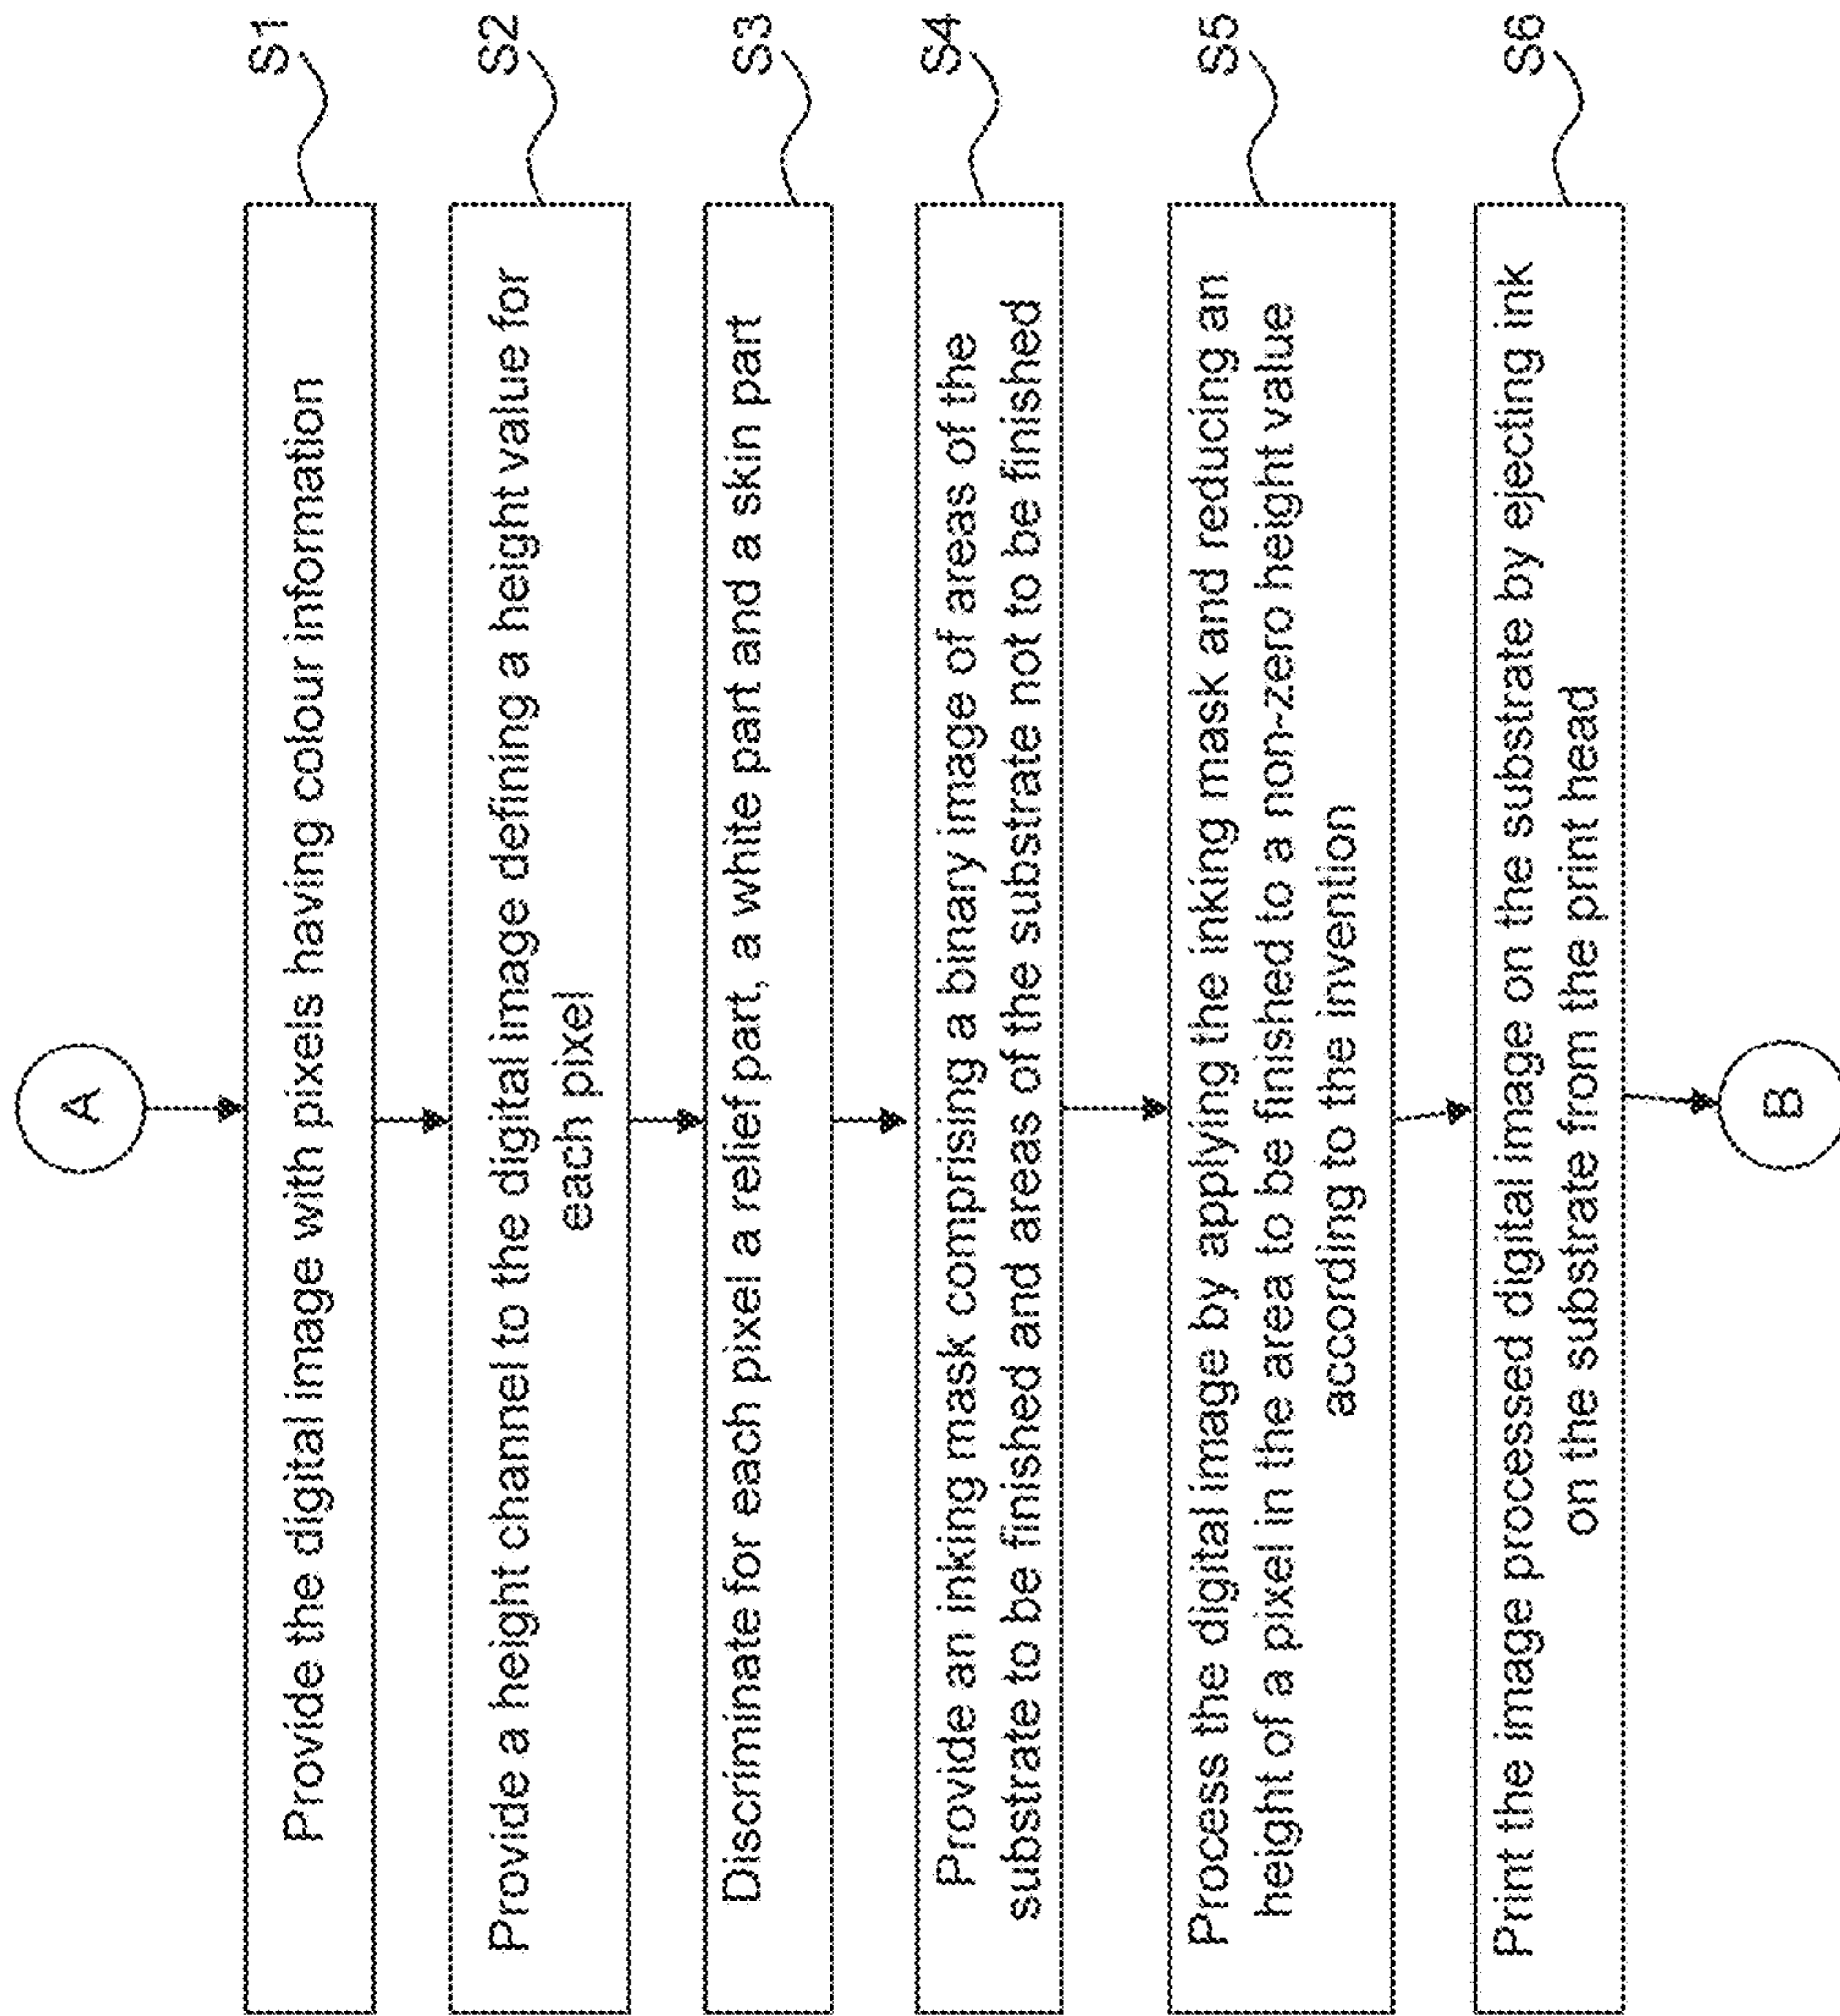 A
S1
Provide the digital image with pixels having colour information
S2
Provide a height channel to the digital image defining a height value for
each pixel
S3
Discriminate for each pixel a relief part, a white part and a skin part
S4
Provide an inking mask comprising a binary image of areas of the
substrate to be finished and areas of the substrate not to be finished
S5
Process the digital image by applying the inking mask and reducing an
height of a pixel in the area to be finished to a non-zero height value
according to the invention
S6
Print the image processed digital image on the substrate by ejecting ink
on the substrate from the print head
B